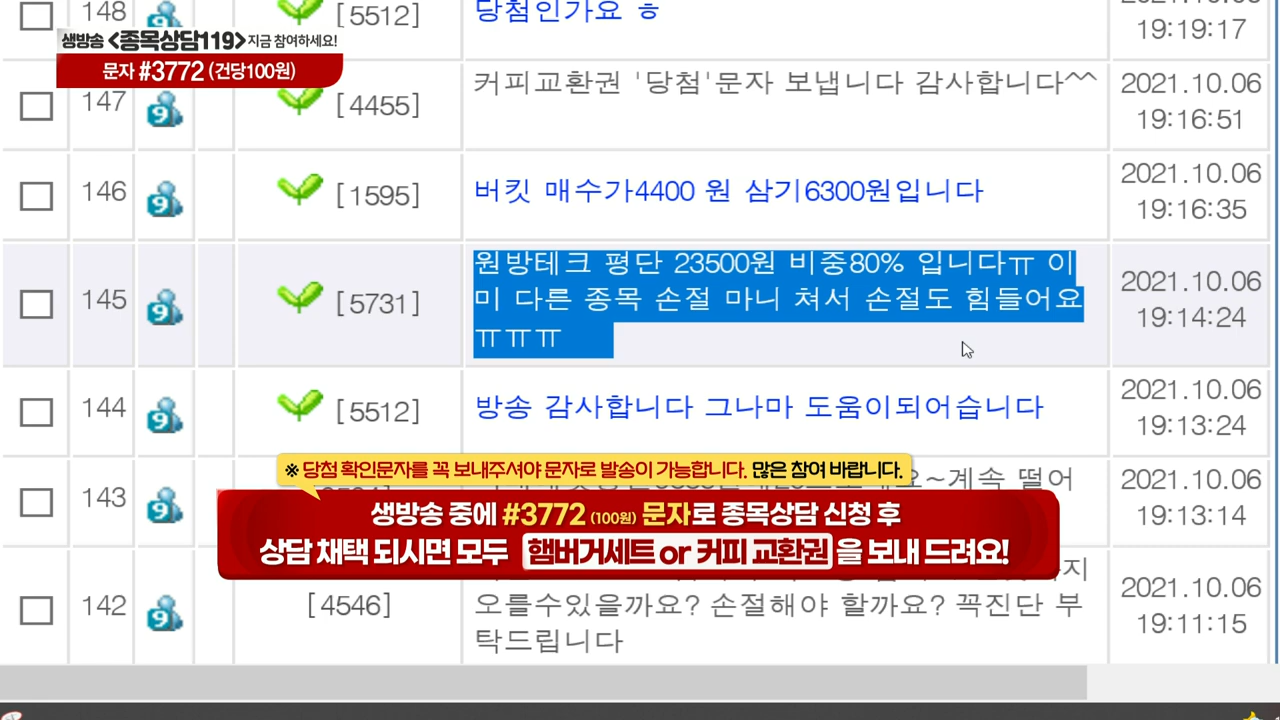 148
[5512]
당첨인가요 ㅎ
19:19:17
생방송 <종목상담119> 지금 참여하세요!
문자 #3772 (건당100원)
147
[4455]
커피교환권 '당첨'문자 보냅니다 감사합니다^^
2021.10.06
19:16:51
146
[1595]
버킷 매수가4400 원 삼기6300원입니다
2021.10.06
19:16:35
145
[5731]
원방테크 평단 23500원 비중80% 입니다ㅠ 이
미 다른 종목 손절 마니 쳐서 손절도 힘들어요
ㅠㅠㅠ
2021.10.06
19:14:24
144
[5512]
방송 감사합니다 그나마 도움이되어습니다
2021.10.06
19:13:24
143
요~계속 떨어
2021.10.06
19:13:14
※ 당첨 확인문자를 꼭 보내주셔야 문자로 발송이 가능합니다. 많은 참여 바랍니다.
생방송 중에 #3772 (100원) 문자로 종목상담 신청 후
상담 채택 되시면 모두 햄버거세트 or 커피 교환권 을 보내 드려요!
142
[4546]
오를수있을까요? 손절해야 할까요? 꼭진단 부
탁드립니다
2021.10.06
19:11:15